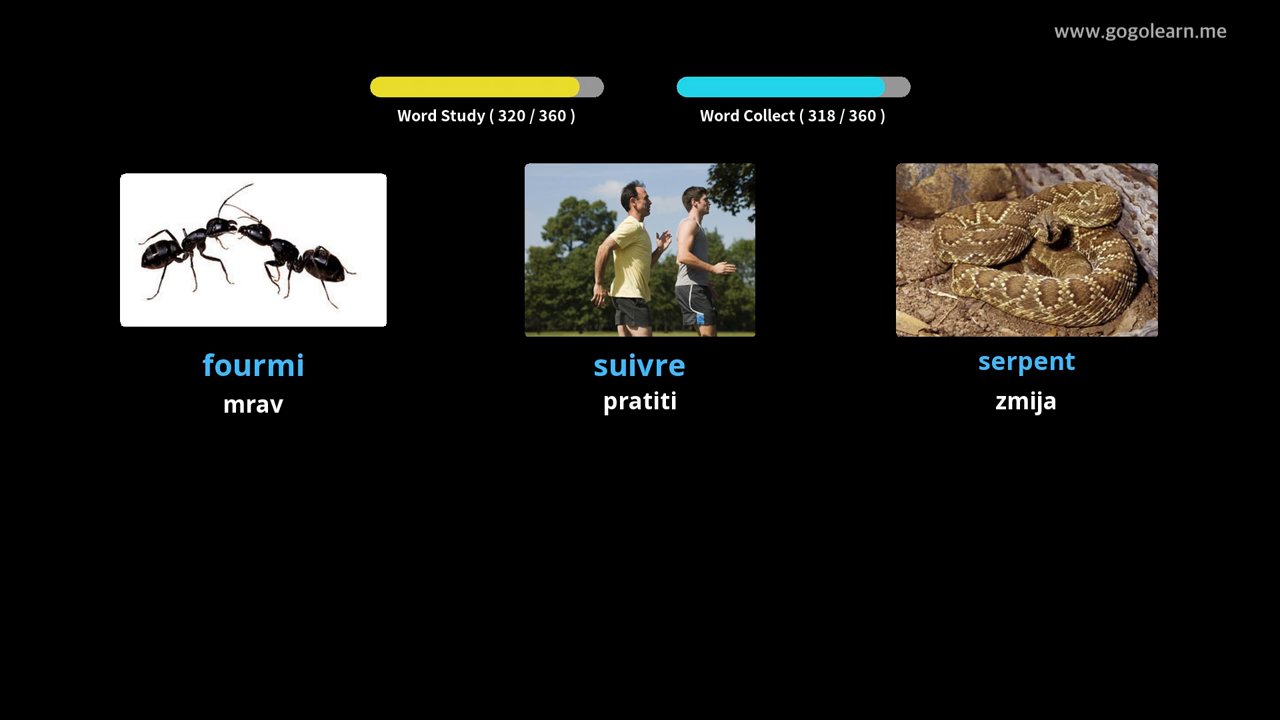 www.gogolearn.me
Word Study ( 320 / 360 )
Word Collect ( 318 / 360 )
fourmi
mrav
suivre
pratiti
serpent
zmija